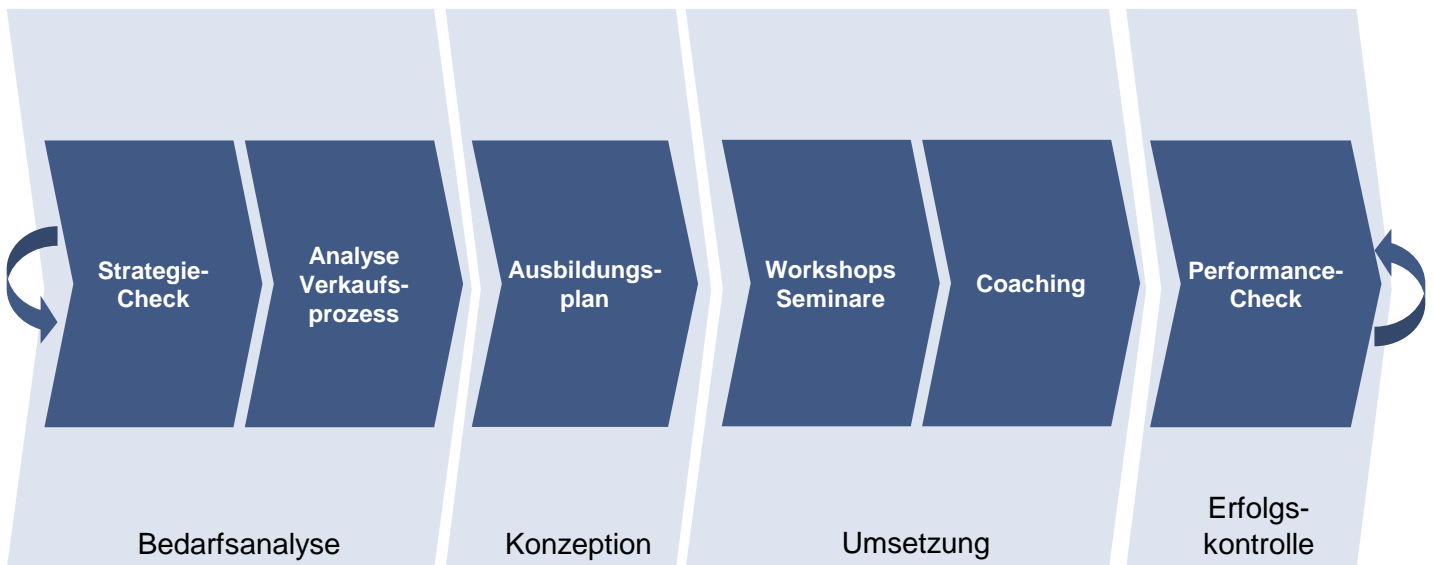 Strategie-
Check
Analyse
Verkaufs-
prozess
Ausbildungs-
plan
Workshops
Seminare
Coaching
Performance-
Check
Bedarfsanalyse
Konzeption
Umsetzung
Erfolgs-
kontrolle